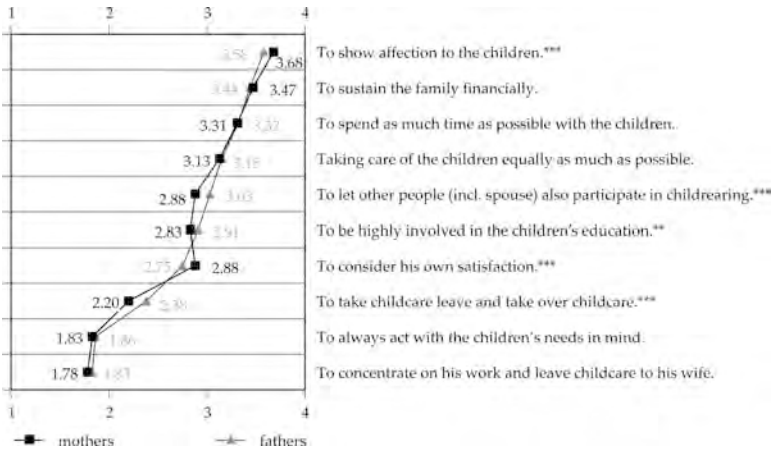 1 2 3 4
3.58 3.68 To show affection to the children.***
3.44 3.47 To sustain the family financially.
3.31 To spend as much time as possible with the children.
3.13 Taking care of the children equally as much as possible.
2.88 3.03 To let other people (incl. spouse) also participate in childrearing.***
2.83 2.91 To be highly involved in the children's education.**
2.75 2.88 To consider his own satisfaction.***
2.20 2.38 To take childcare leave and take over childcare.***
1.83 1.86 To always act with the children's needs in mind.
1.78 1.83 To concentrate on his work and leave childcare to his wife.
1 2 3 4
mothers fathers